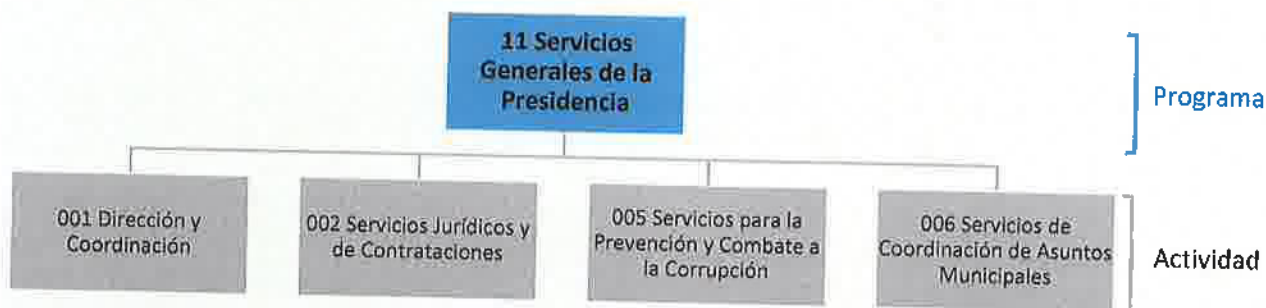 11 Servicios
Generales de la
Presidencia
Programa
001 Dirección y
Coordinación
002 Servicios Jurídicos y
de Contrataciones
005 Servicios para la
Prevención y Combate a
la Corrupción
006 Servicios de
Coordinación de Asuntos
Municipales
Actividad